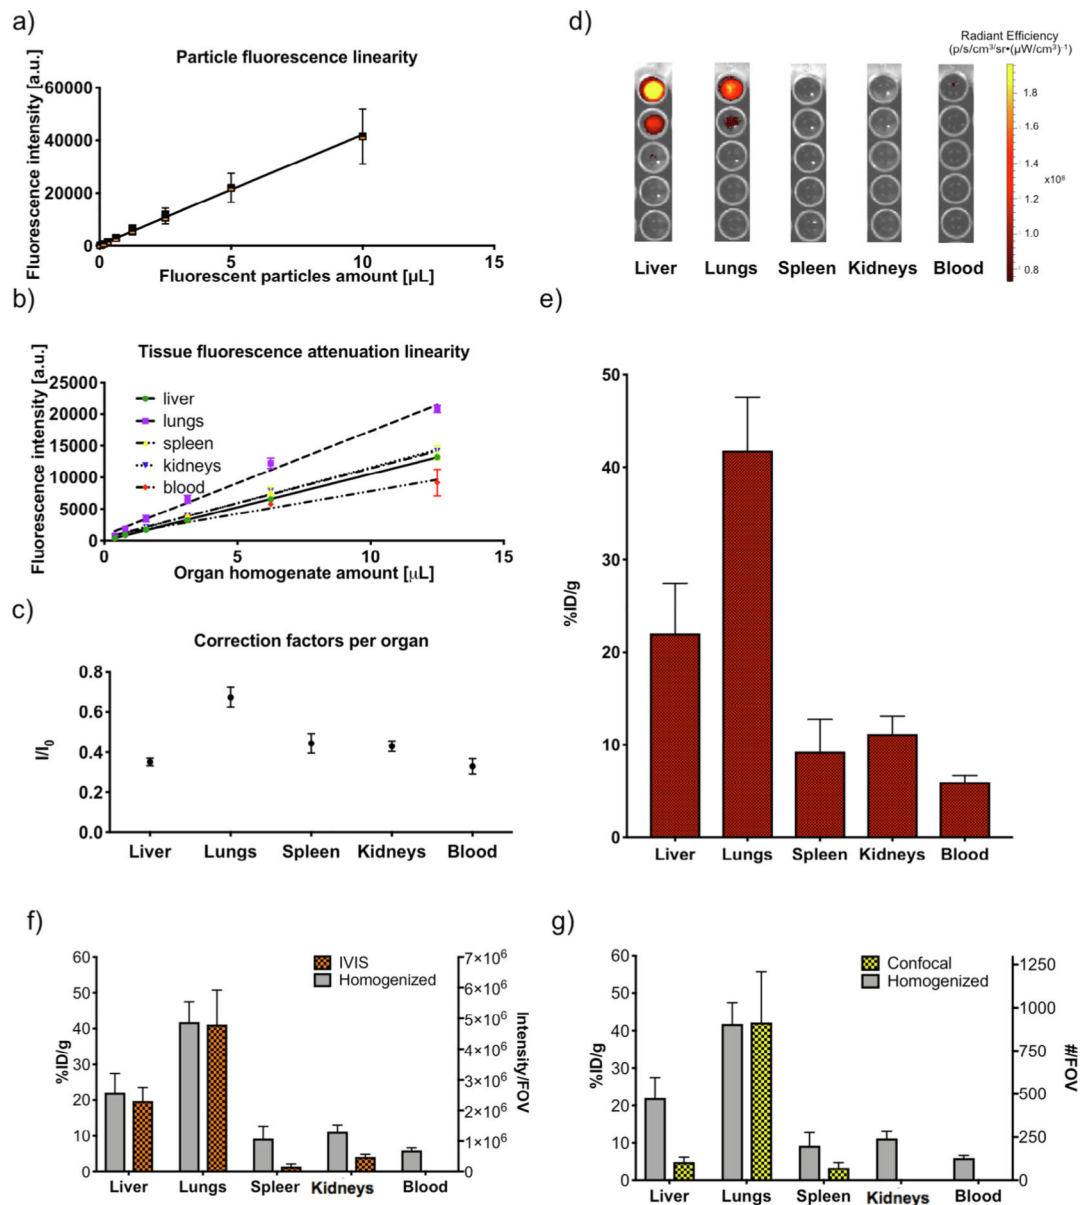 a)
Particle fluorescence linearity
Fluorescence intensity [a.u.]
60000
40000
20000
0
0 5 10 15
Fluorescent particles amount [µL]
b)
Tissue fluorescence attenuation linearity
Fluorescence intensity [a.u.]
25000
20000
15000
10000
5000
0
liver
lungs
spleen
kidneys
blood
0 5 10 15
Organ homogenate amount [µL]
c)
Correction factors per organ
I/I0
0.8
0.6
0.4
0.2
0.0
Liver Lungs Spleen Kidneys Blood
d)
Radiant Efficiency
(p/s/cm³/sr•(µW/cm³)⁻¹)
1.8
1.6
1.4
x10⁸
1.2
1.0
0.8
Liver Lungs Spleen Kidneys Blood
e)
%ID/g
50
40
30
20
10
0
Liver Lungs Spleen Kidneys Blood
f)
%ID/g
60
50
40
30
20
10
0
IVIS
Homogenized
7×10⁶
6×10⁶
5×10⁶
4×10⁶
3×10⁶
2×10⁶
1×10⁶
0
Intensity/FOV
Liver Lungs Spleer Kidneys Blood
g)
%ID/g
60
50
40
30
20
10
0
Confocal
Homogenized
1250
1000
750
500
250
0
#/FOV
Liver Lungs Spleen Kidneys Blood